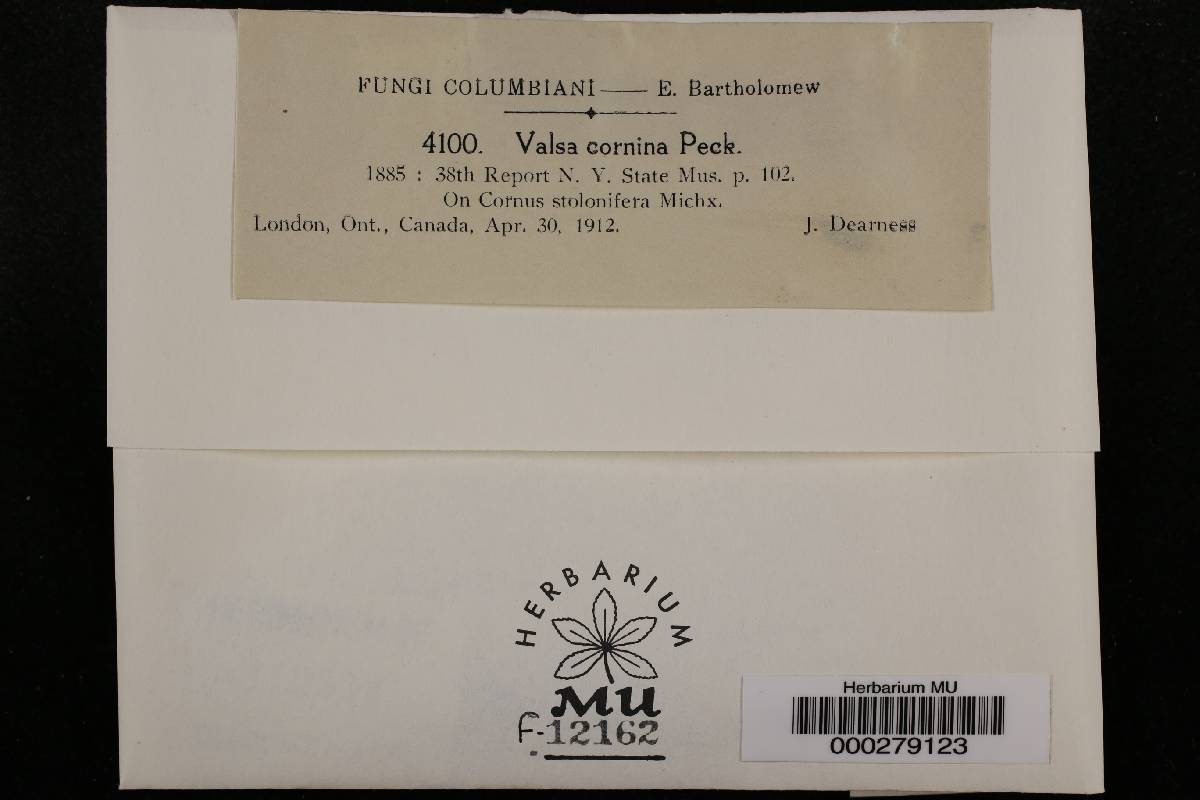 FUNGI COLUMBIANI—— E. Bartholomew
4100. Valsa cornina Peck.
1885 : 38th Report N. Y. State Mus. p. 102.
On Cornus stolonifera Michx.
London, Ont., Canada, Apr. 30, 1912. J. Dearness
HERBARIUM
MU
F-12162
Herbarium MU
000279123